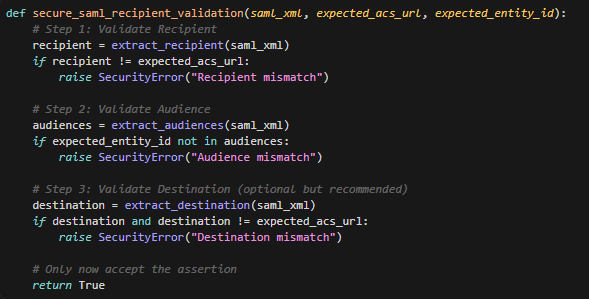 def secure_saml_recipient_validation(saml_xml, expected_acs_url, expected_entity_id):
    # Step 1: Validate Recipient
    recipient = extract_recipient(saml_xml)
    if recipient != expected_acs_url:
        raise SecurityError("Recipient mismatch")

    # Step 2: Validate Audience
    audiences = extract_audiences(saml_xml)
    if expected_entity_id not in audiences:
        raise SecurityError("Audience mismatch")

    # Step 3: Validate Destination (optional but recommended)
    destination = extract_destination(saml_xml)
    if destination and destination != expected_acs_url:
        raise SecurityError("Destination mismatch")

    # Only now accept the assertion
    return True